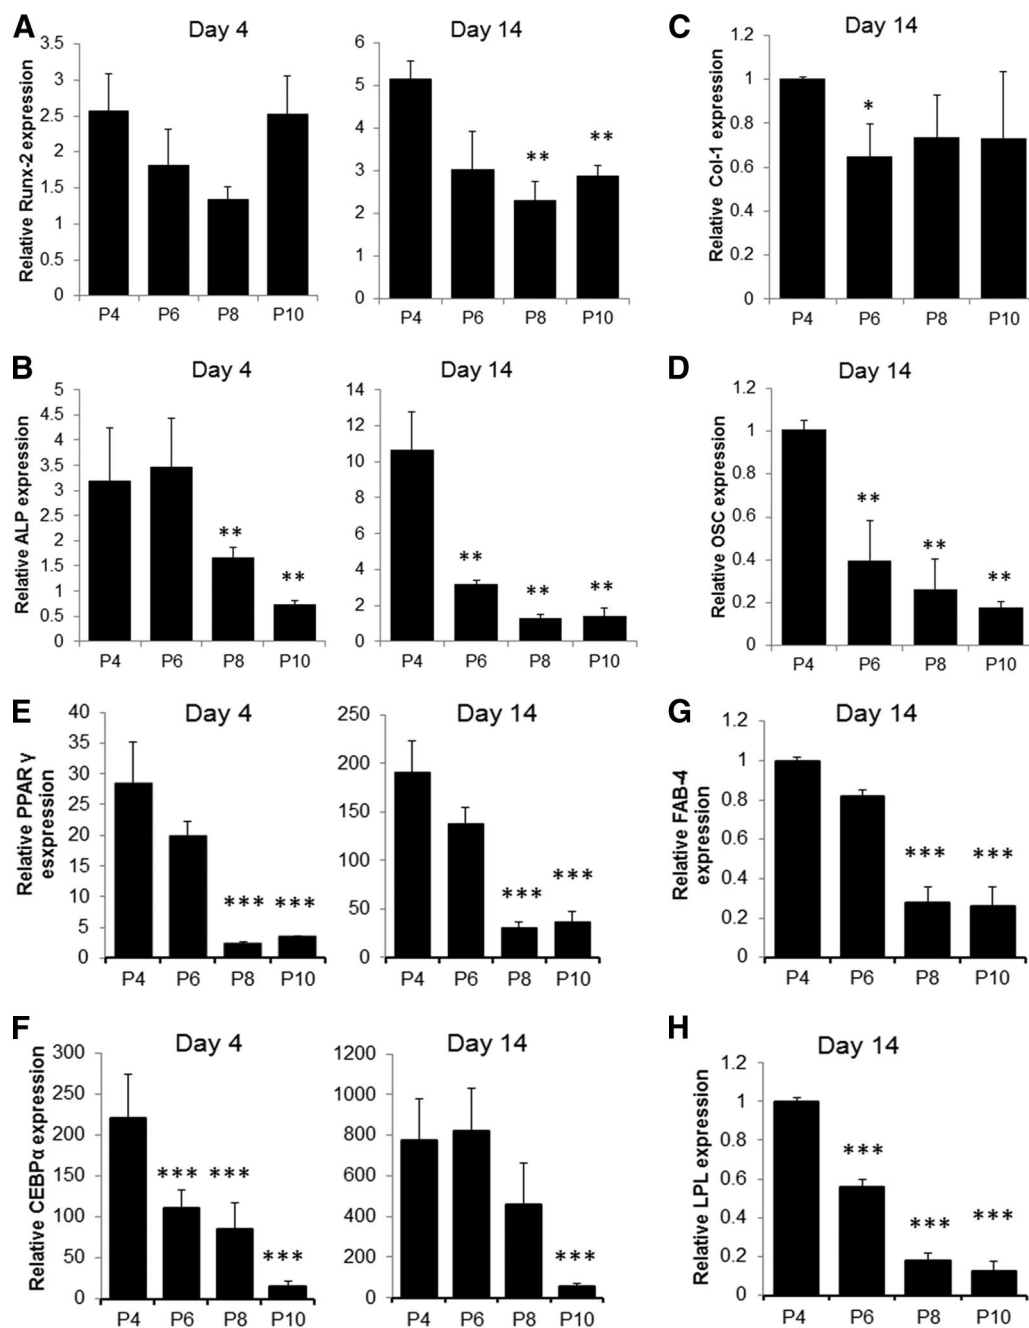 A
Day 4
Relative Runx-2 expression
3.5
3
2.5
2
1.5
1
0.5
0
P4 P6 P8 P10
Day 14
6
5
4
3
2
1
0
** **
P4 P6 P8 P10
C
Day 14
Relative Col-1 expression
1.2
1
0.8
0.6
0.4
0.2
0
*
P4 P6 P8 P10
B
Day 4
Relative ALP expression
5
4.5
4
3.5
3
2.5
2
1.5
1
0.5
0
** **
P4 P6 P8 P10
Day 14
14
12
10
8
6
4
2
0
** ** **
P4 P6 P8 P10
D
Day 14
Relative OSC expression
1.2
1
0.8
0.6
0.4
0.2
0
** ** **
P4 P6 P8 P10
E
Day 4
Relative PPAR γ
esxpression
40
35
30
25
20
15
10
5
0
*** ***
P4 P6 P8 P10
Day 14
250
200
150
100
50
0
*** ***
P4 P6 P8 P10
G
Day 14
Relative FAB-4
expression
1.2
1
0.8
0.6
0.4
0.2
0
*** ***
P4 P6 P8 P10
F
Day 4
Relative CEBPα expression
300
250
200
150
100
50
0
*** *** ***
P4 P6 P8 P10
Day 14
1200
1000
800
600
400
200
0
***
P4 P6 P8 P10
H
Day 14
Relative LPL expression
1.2
1
0.8
0.6
0.4
0.2
0
*** *** ***
P4 P6 P8 P10